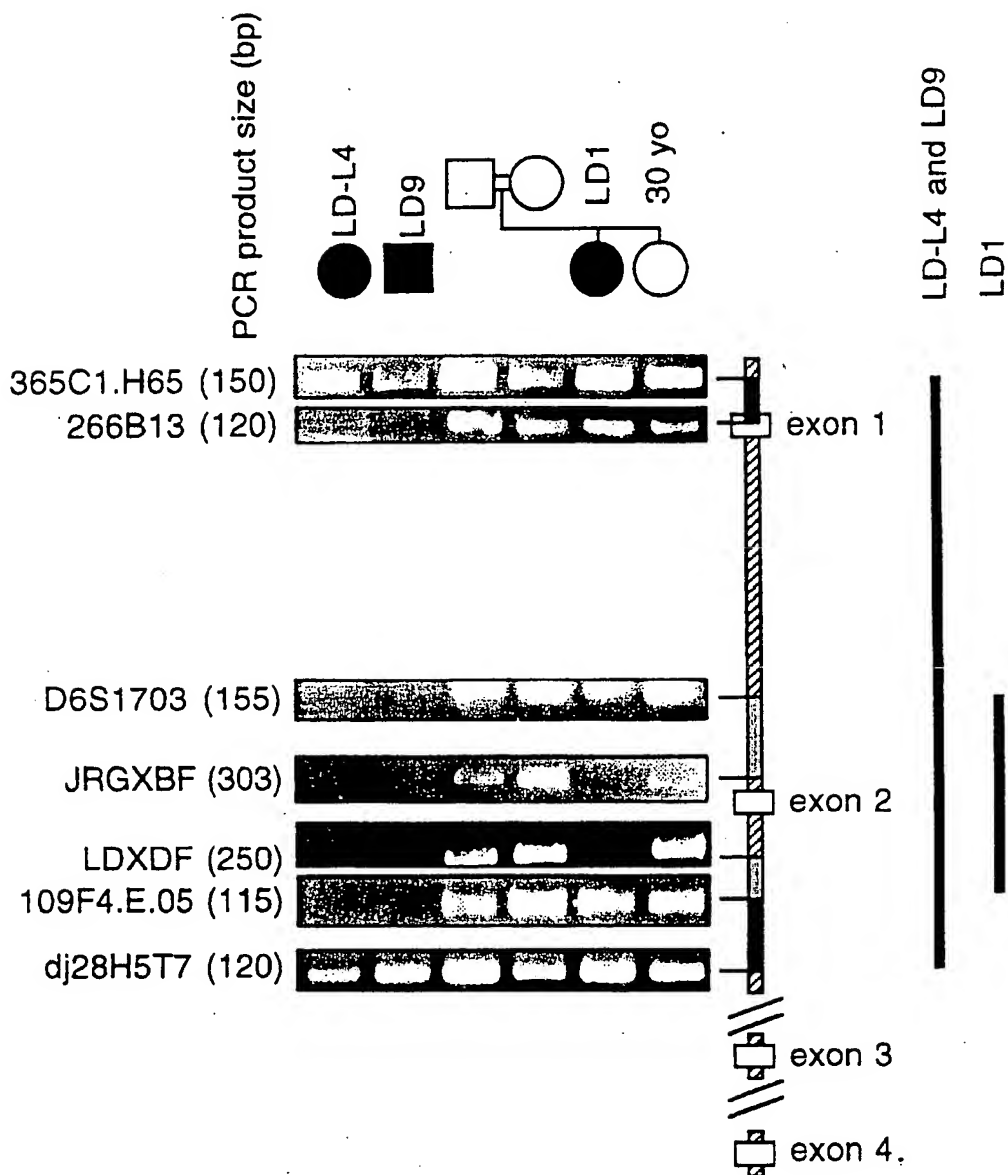 PCR product size (bp)
LD-L4
LD9
LD1
30 yo
LD-L4 and LD9
LD1
365C1.H65 (150)
266B13 (120)
exon 1
D6S1703 (155)
JRGXBF (303)
exon 2
LDXDF (250)
109F4.E.05 (115)
dj28H5T7 (120)
exon 3
exon 4.